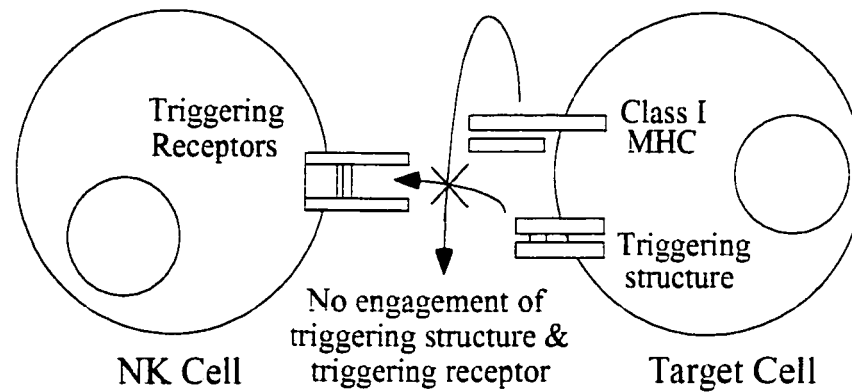 Triggering
Receptors
Class I
MHC
Triggering
structure
No engagement of
triggering structure &
triggering receptor
NK Cell
Target Cell